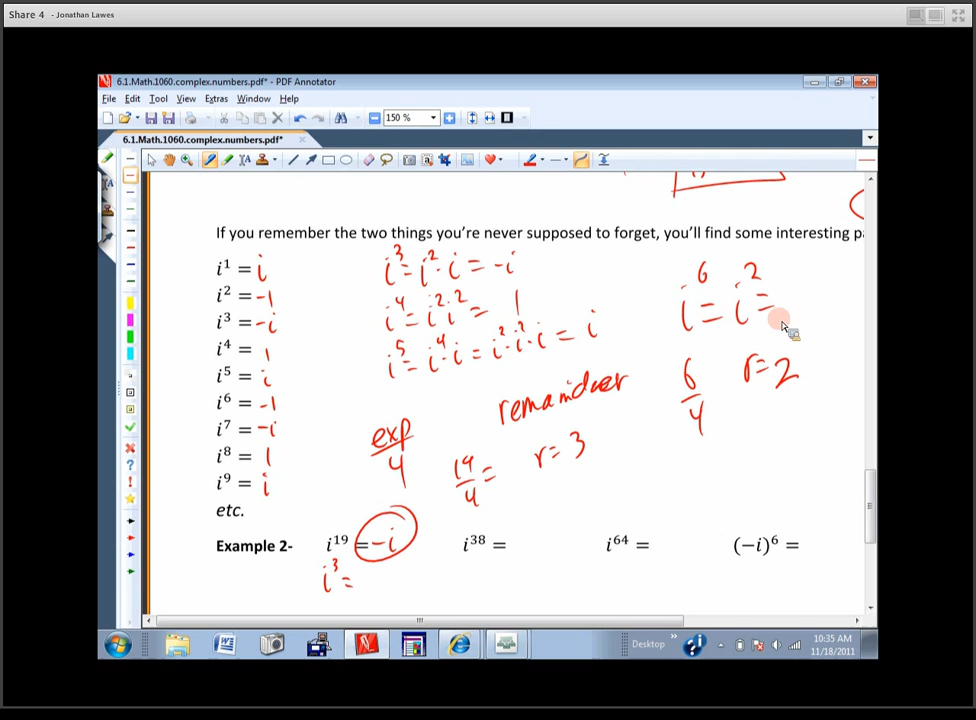 Share 4 - Jonathan Lawes
6.1.Math.1060.complex.numbers.pdf* - PDF Annotator
File Edit Tool View Extras Window Help
150 %
6.1.Math.1060.complex.numbers.pdf*
If you remember the two things you're never supposed to forget, you'll find some interesting p
i¹ = i
i² = -1
i³ = -i
i⁴ = 1
i⁵ = i
i⁶ = -1
i⁷ = -i
i⁸ = 1
i⁹ = i
etc.
i³ = i² · i = -i
i⁴ = i² i² = 1
i⁵ = i⁴ · i = i² · i² · i = i
i⁶ = i² =
exp/4
remainder
6/4 r = 2
19/4 = r = 3
Example 2- i¹⁹ = -i i³⁸ = i⁶⁴ = (−i)⁶ =
i³ =
Desktop
10:35 AM
11/18/2011